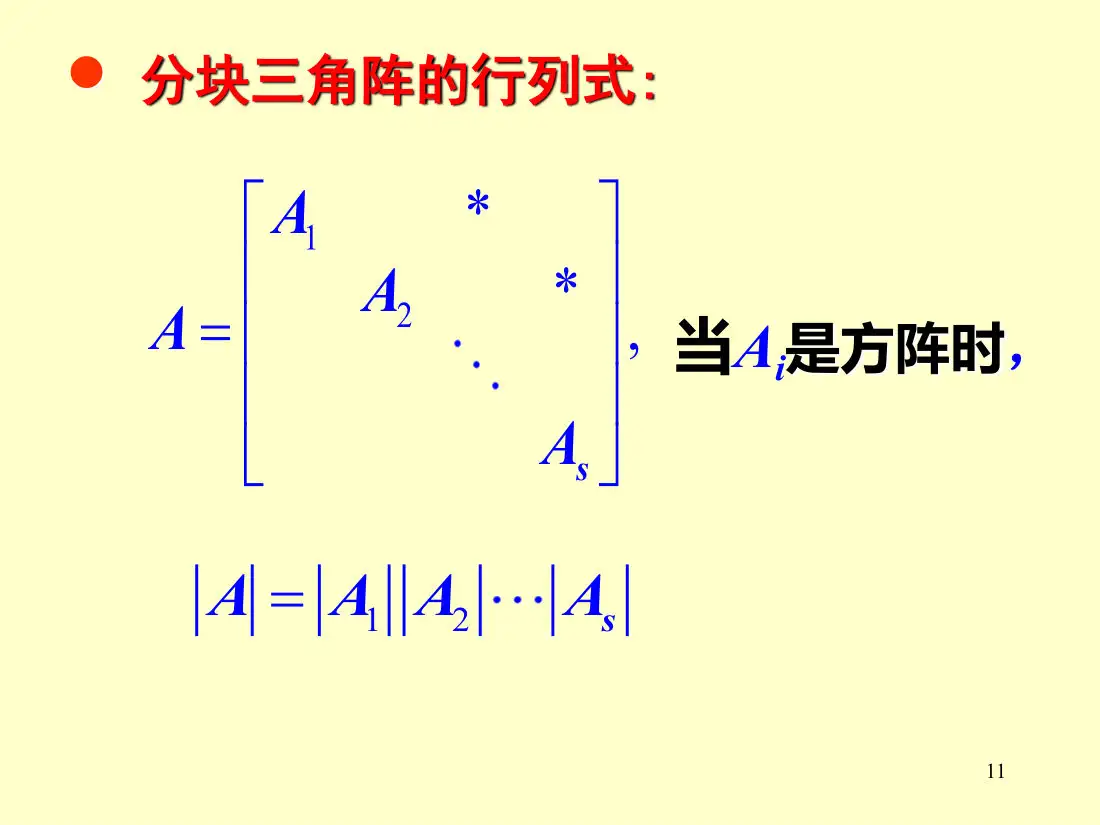 ● 分块三角阵的行列式:
A = [ A₁ *
A₂ *
⋱
Aₛ ] , 当Aᵢ是方阵时，
|A| = |A₁||A₂|⋯|Aₛ|
11